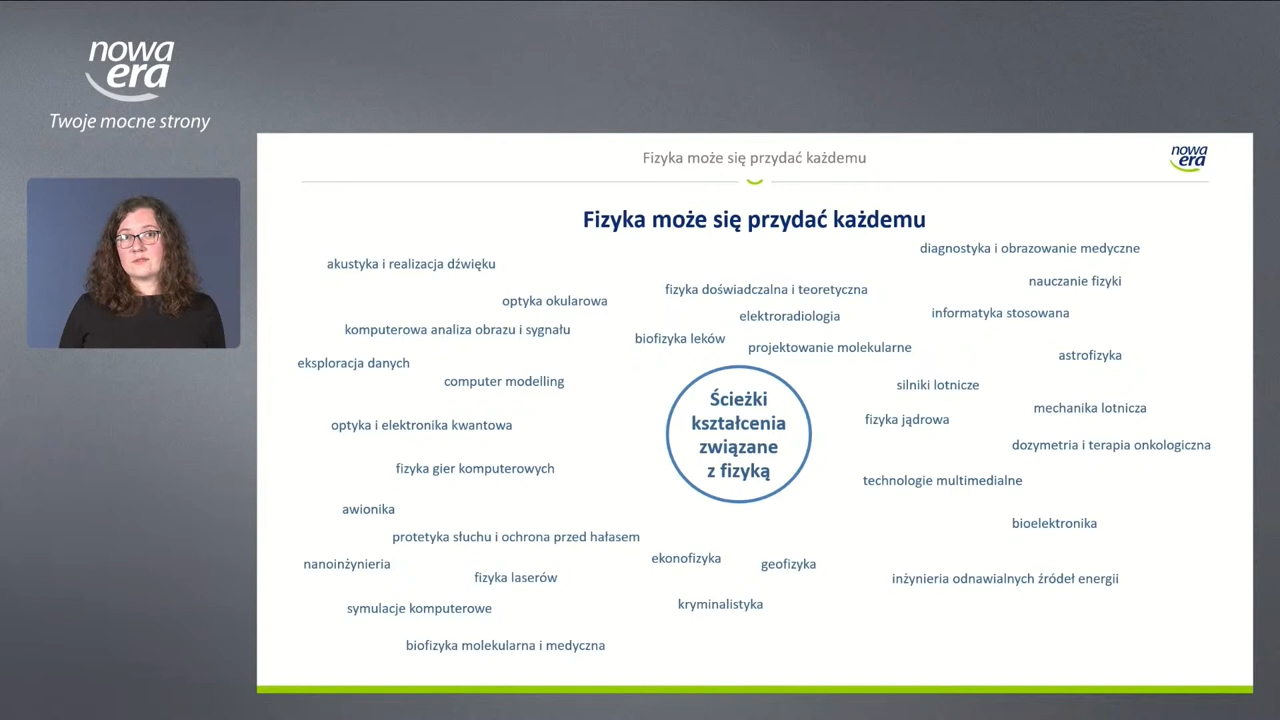 nowa
era
Twoje mocne strony
Fizyka może się przydać każdemu
nowa
era
Fizyka może się przydać każdemu
diagnostyka i obrazowanie medyczne
akustyka i realizacja dźwięku
nauczanie fizyki
fizyka doświadczalna i teoretyczna
optyka okularowa
elektroradiologia
informatyka stosowana
komputerowa analiza obrazu i sygnału
biofizyka leków
projektowanie molekularne
astrofizyka
eksploracja danych
computer modelling
silniki lotnicze
Ścieżki
kształcenia
związane
z fizyką
mechanika lotnicza
fizyka jądrowa
optyka i elektronika kwantowa
dozymetria i terapia onkologiczna
fizyka gier komputerowych
technologie multimedialne
awionika
bioelektronika
protetyka słuchu i ochrona przed hałasem
ekonofizyka
geofizyka
nanoinżynieria
fizyka laserów
inżynieria odnawialnych źródeł energii
symulacje komputerowe
kryminalistyka
biofizyka molekularna i medyczna